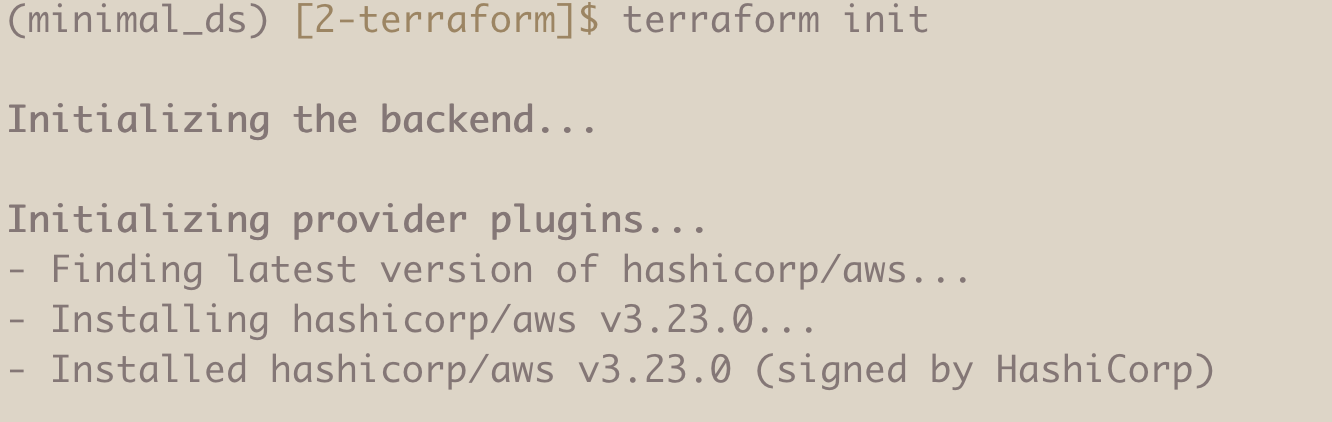 (minimal_ds) [2-terraform]$ terraform init
Initializing the backend...
Initializing provider plugins...
- Finding latest version of hashicorp/aws...
- Installing hashicorp/aws v3.23.0...
- Installed hashicorp/aws v3.23.0 (signed by HashiCorp)